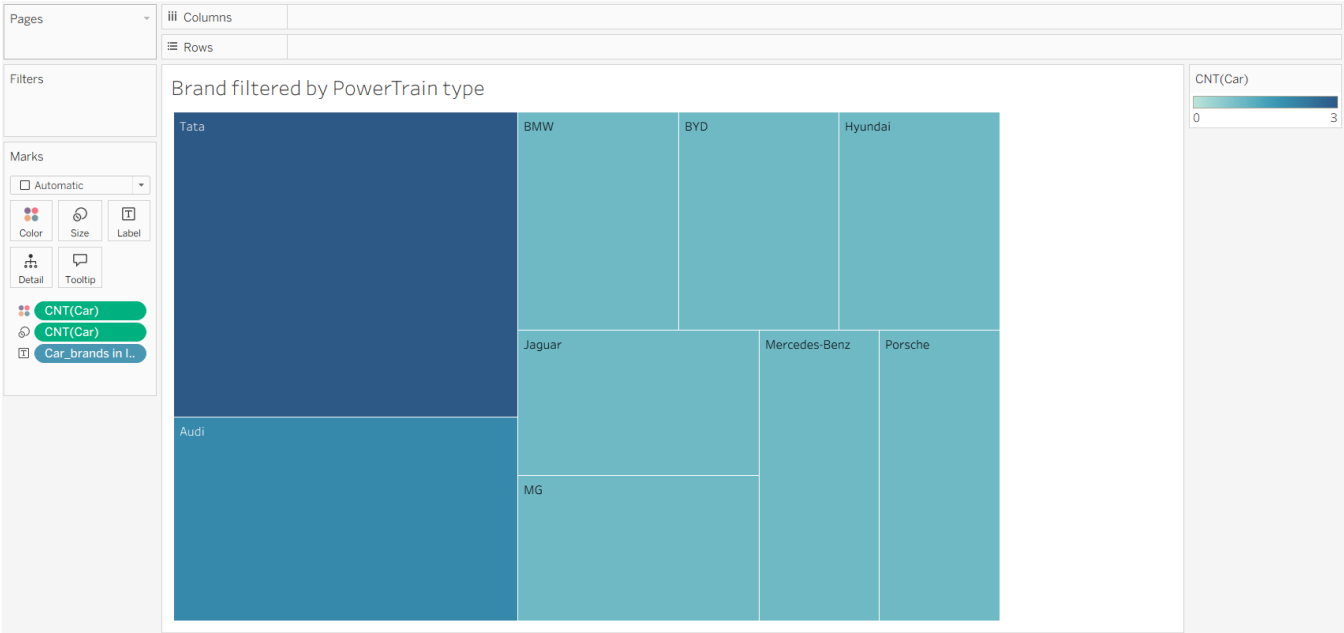 Pages
Columns
Rows
Filters
Marks
Automatic
Color
Size
Label
Detail
Tooltip
CNT(Car)
CNT(Car)
Car_brands in I..
Brand filtered by PowerTrain type
Tata
BMW
BYD
Hyundai
Jaguar
Mercedes-Benz
Porsche
Audi
MG
CNT(Car)
0
3